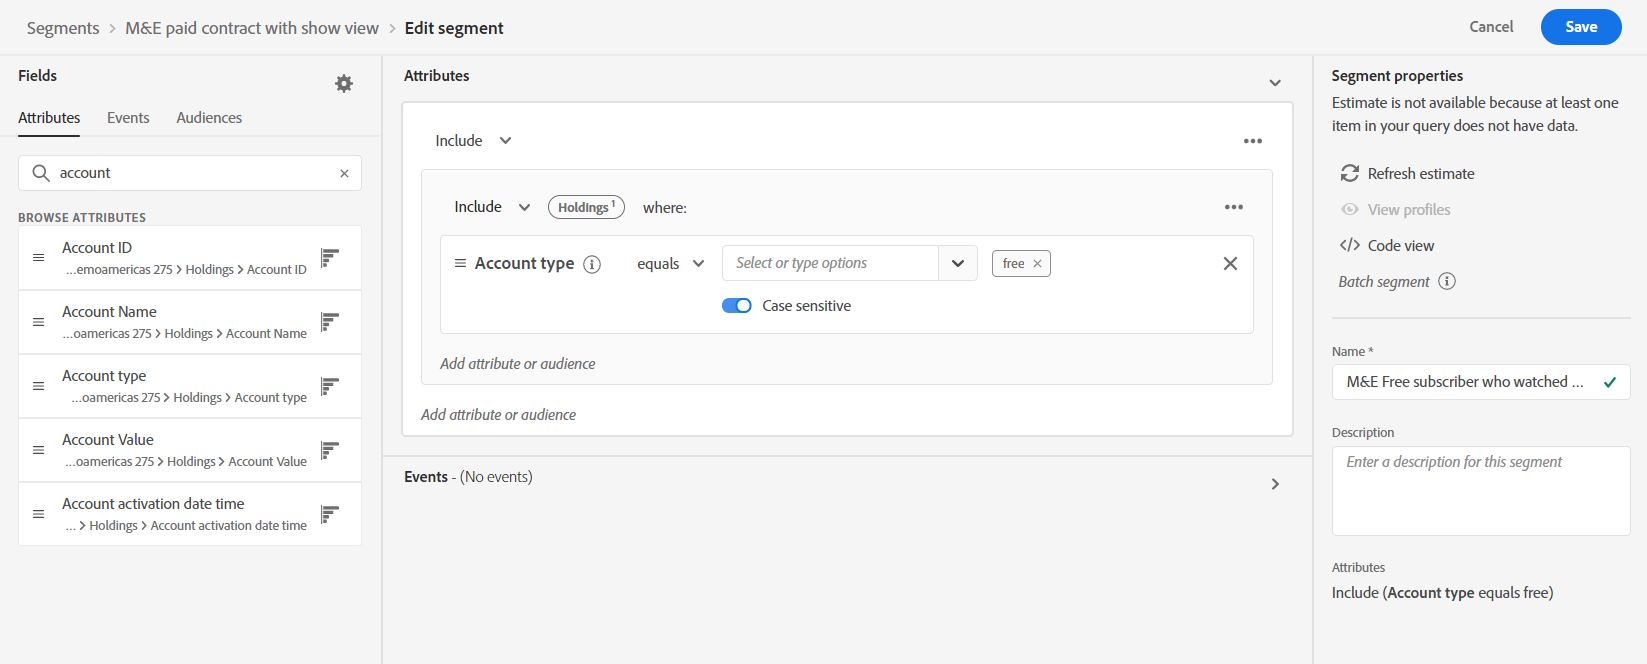 Segments > M&E paid contract with show view > Edit segment
Cancel
Save
Fields
Attributes
Events
Audiences
account
BROWSE ATTRIBUTES
Account ID
...emoamericas 275 > Holdings > Account ID
Account Name
...oamericas 275 > Holdings > Account Name
Account type
...oamericas 275 > Holdings > Account type
Account Value
...oamericas 275 > Holdings > Account Value
Account activation date time
... > Holdings > Account activation date time
Attributes
Include
Include Holdings 1 where:
Account type equals Select or type options free
Case sensitive
Add attribute or audience
Add attribute or audience
Events - (No events)
Segment properties
Estimate is not available because at least one
item in your query does not have data.
Refresh estimate
View profiles
</> Code view
Batch segment
Name *
M&E Free subscriber who watched ...
Description
Enter a description for this segment
Attributes
Include (Account type equals free)